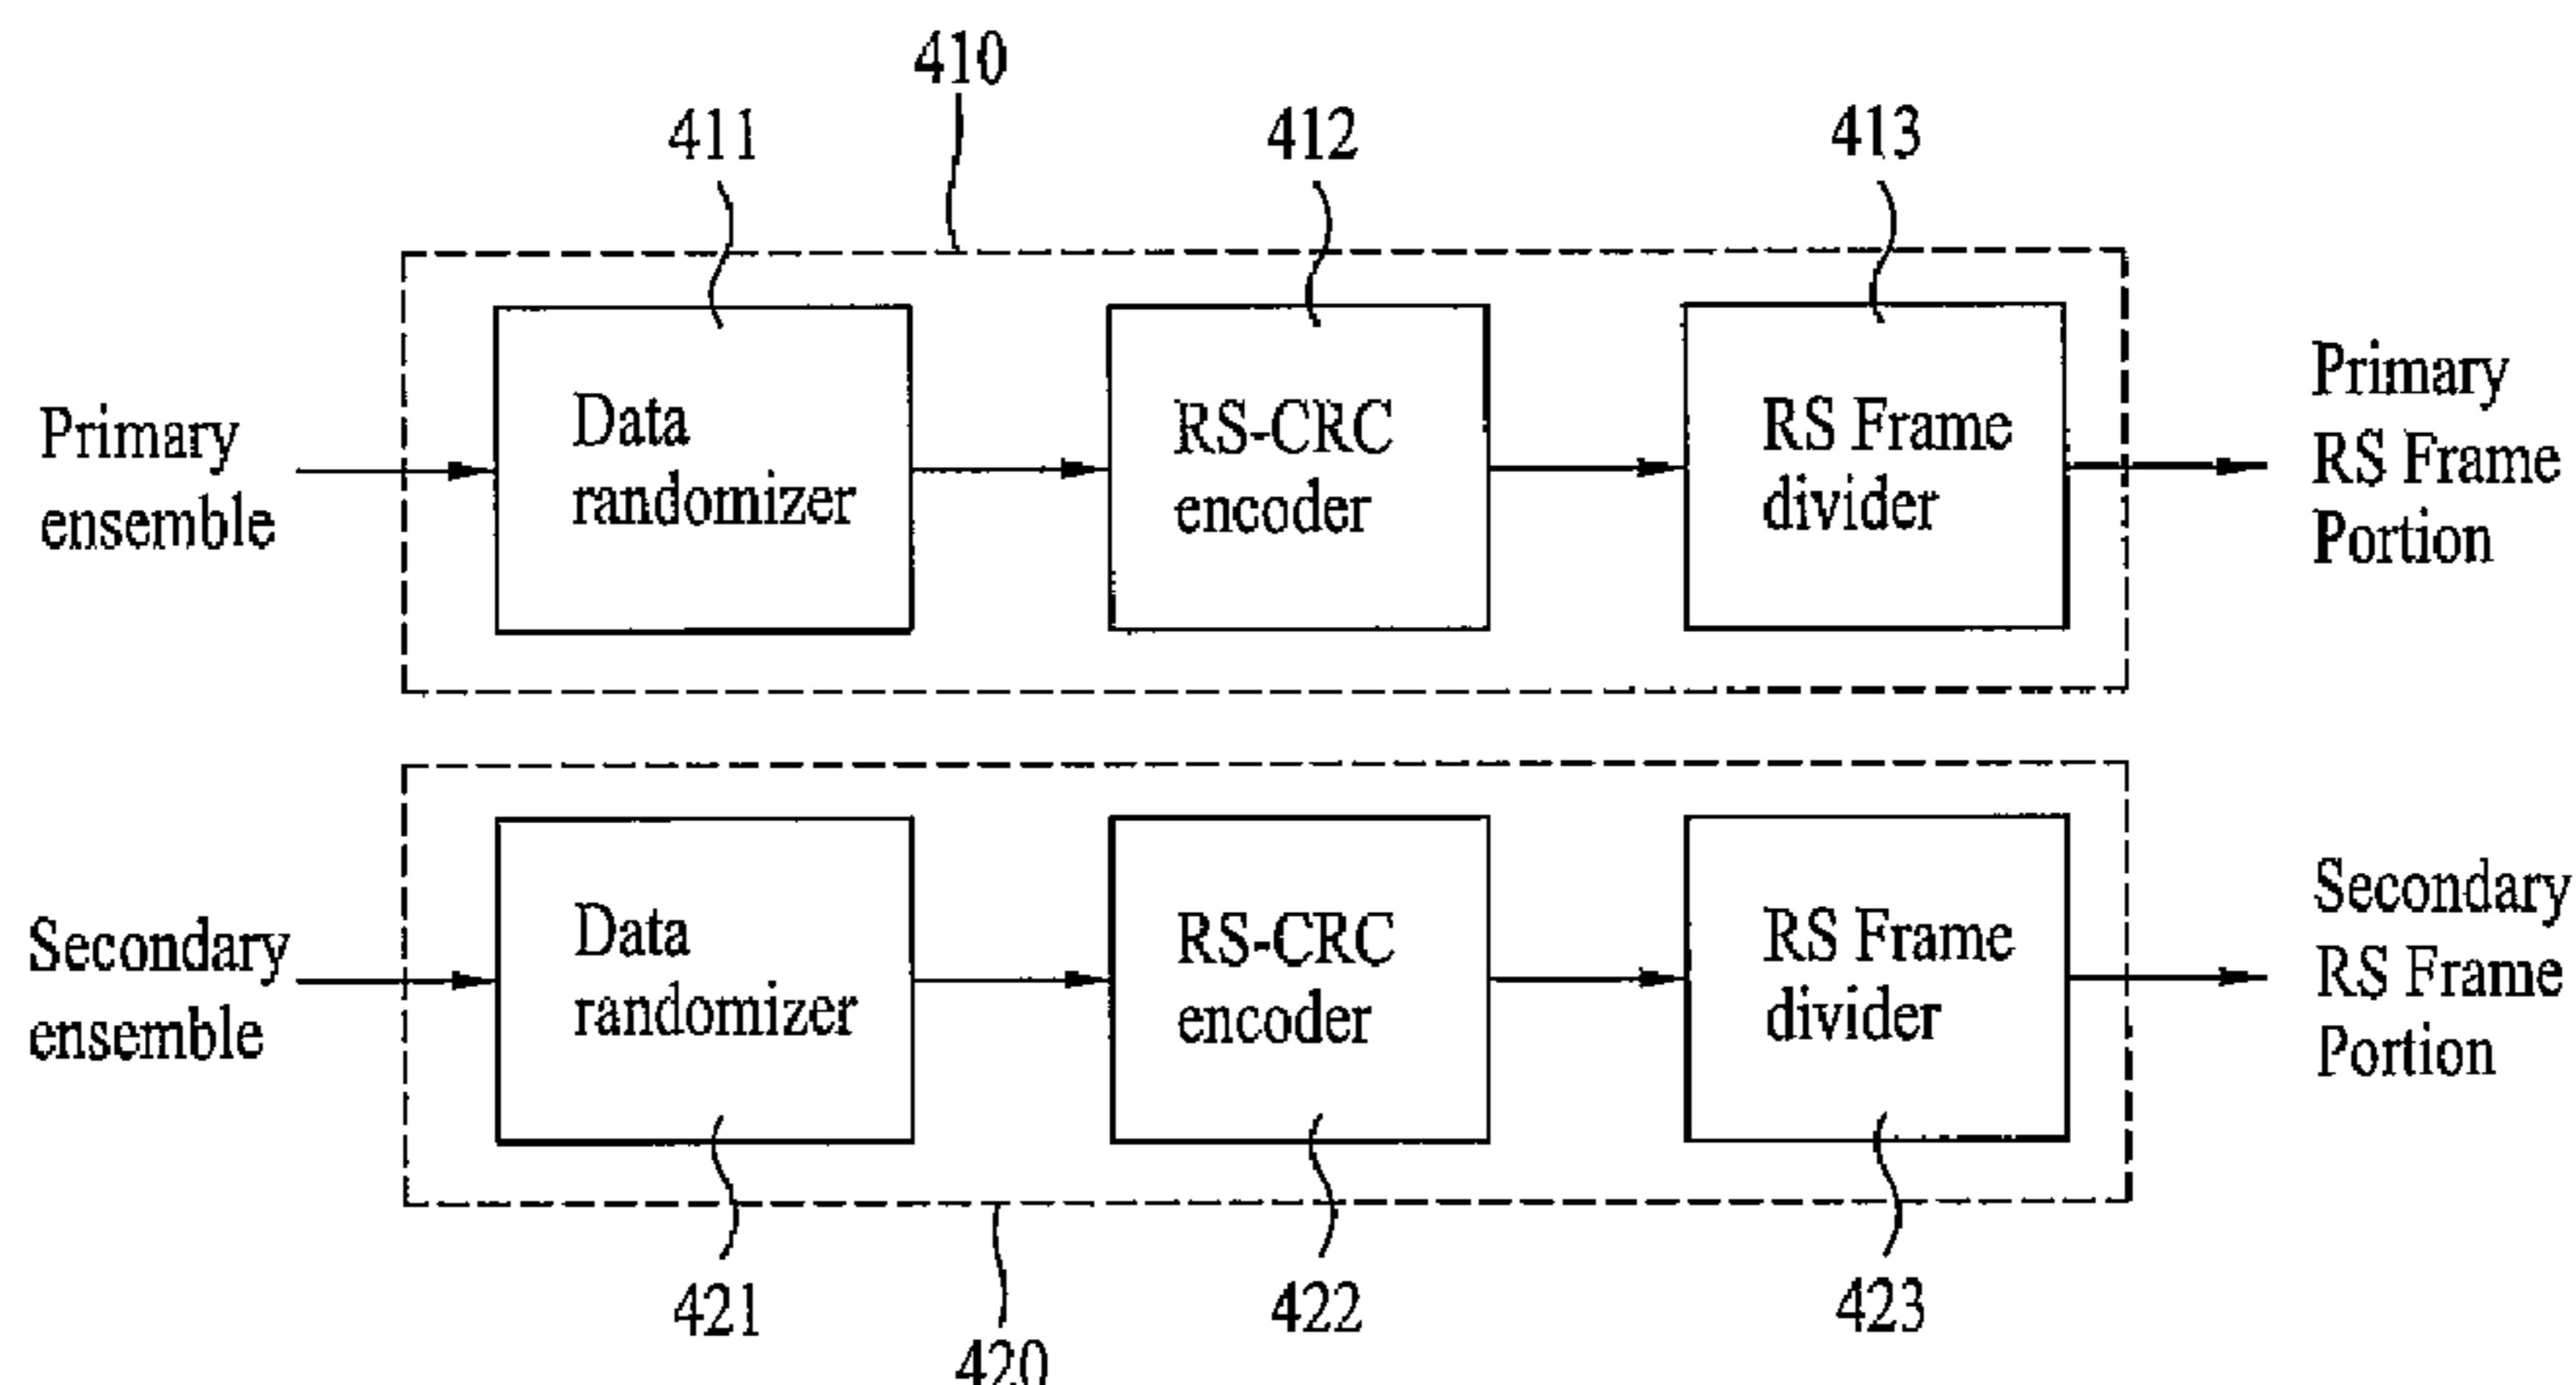 410
411
412
413
Primary
ensemble
Data
randomizer
RS-CRC
encoder
RS Frame
divider
Primary
RS Frame
Portion
Secondary
ensemble
Data
randomizer
RS-CRC
encoder
RS Frame
divider
Secondary
RS Frame
Portion
421
422
423
420